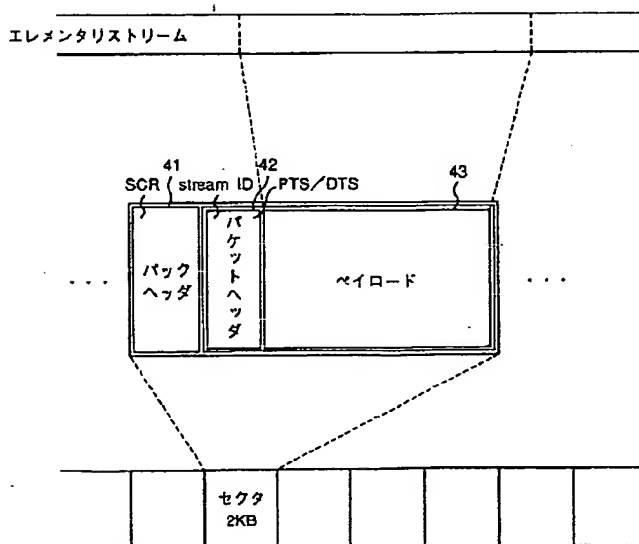 エレメンタリストリーム
41
42
43
SCR
stream ID
PTS/DTS
パック
ヘッダ
パケットヘッダ
ペイロード
...
...
セクタ
2KB